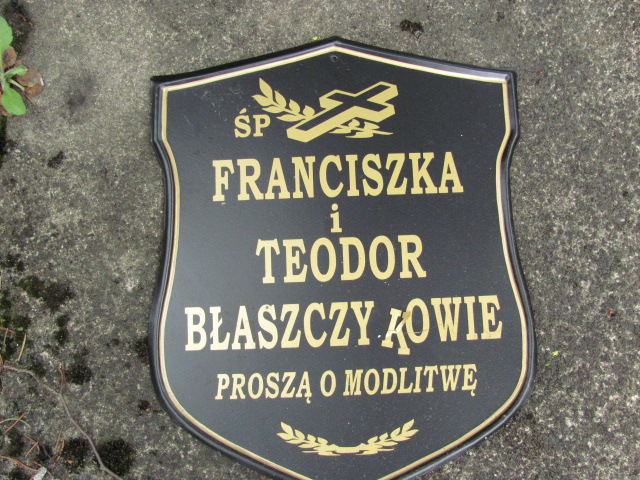 ŚP
FRANCISZKA
i
TEODOR
BŁASZCZYKOWIE
PROSZĄ O MODLITWĘ